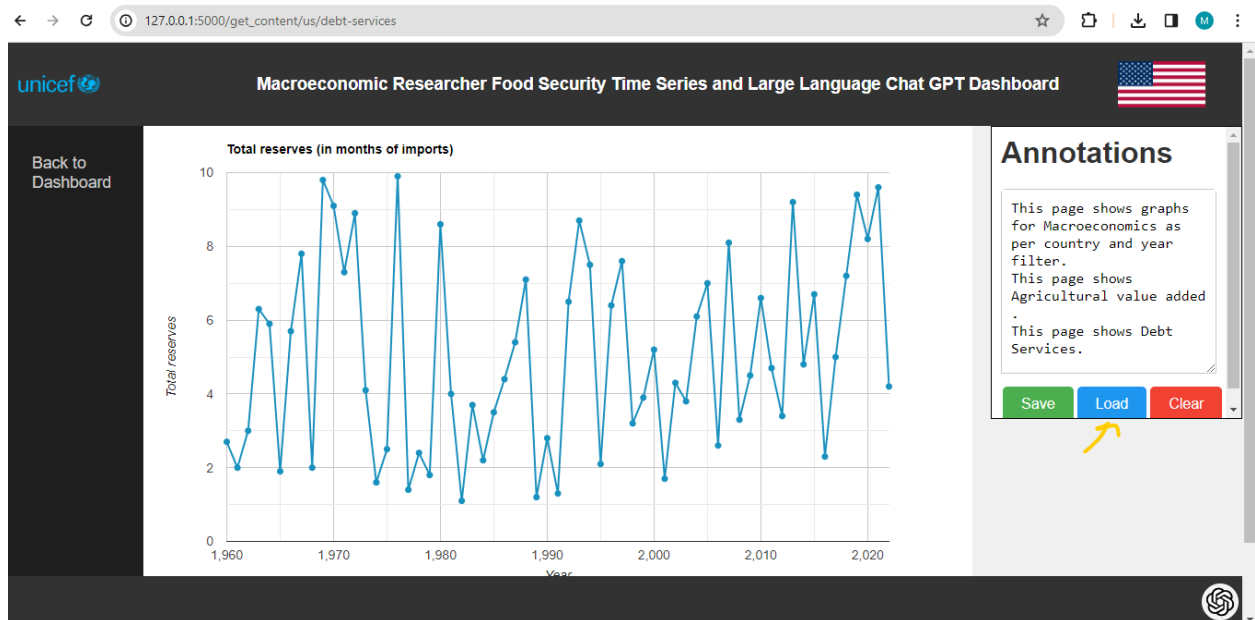 127.0.0.1:5000/get_content/us/debt-services
M
unicef
Macroeconomic Researcher Food Security Time Series and Large Language Chat GPT Dashboard
Back to
Dashboard
Total reserves (in months of imports)
10
8
6
4
2
0
Total reserves
1,960 1,970 1,980 1,990 2,000 2,010 2,020
Year
Annotations
This page shows graphs
for Macroeconomics as
per country and year
filter.
This page shows
Agricultural value added
.
This page shows Debt
Services.
Save Load Clear